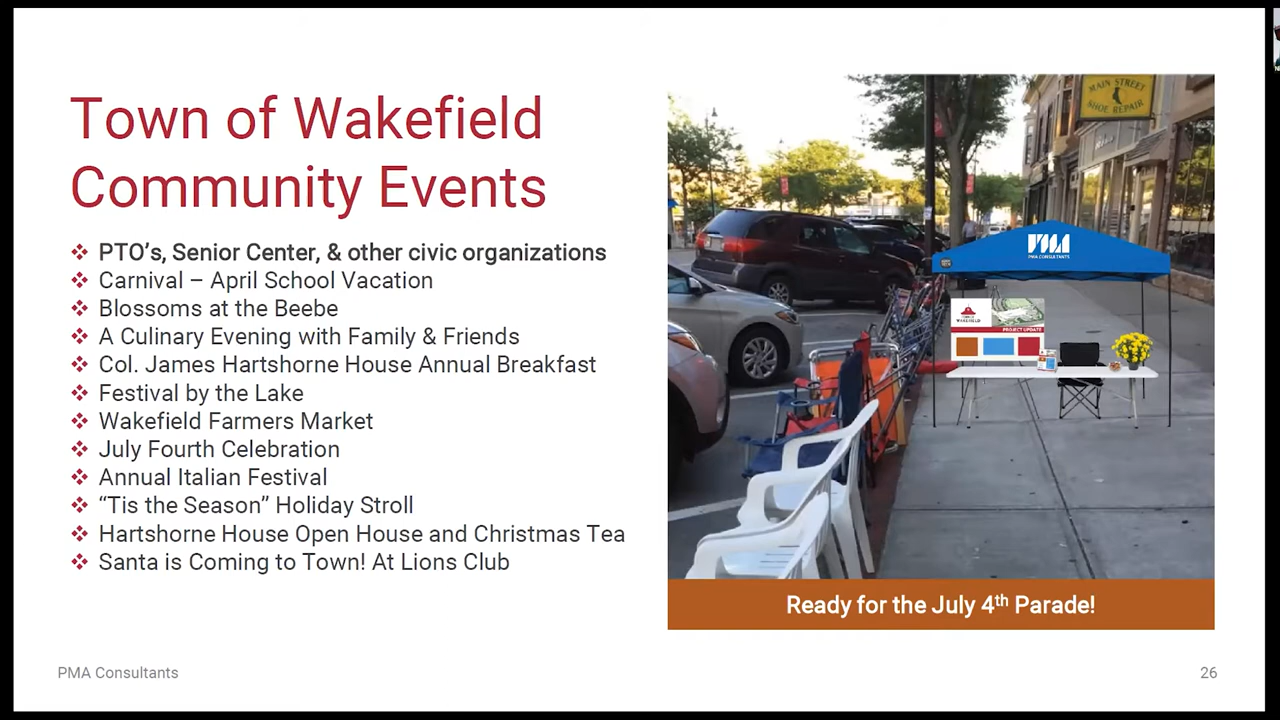 Town of Wakefield
Community Events
❖ PTO’s, Senior Center, & other civic organizations
❖ Carnival – April School Vacation
❖ Blossoms at the Beebe
❖ A Culinary Evening with Family & Friends
❖ Col. James Hartshorne House Annual Breakfast
❖ Festival by the Lake
❖ Wakefield Farmers Market
❖ July Fourth Celebration
❖ Annual Italian Festival
❖ “Tis the Season” Holiday Stroll
❖ Hartshorne House Open House and Christmas Tea
❖ Santa is Coming to Town! At Lions Club
MAIN STREET
SHOE REPAIR
PMA
PMA CONSULTANTS
WAKEFIELD
PROJECT UPDATE
Ready for the July 4th Parade!
PMA Consultants
26